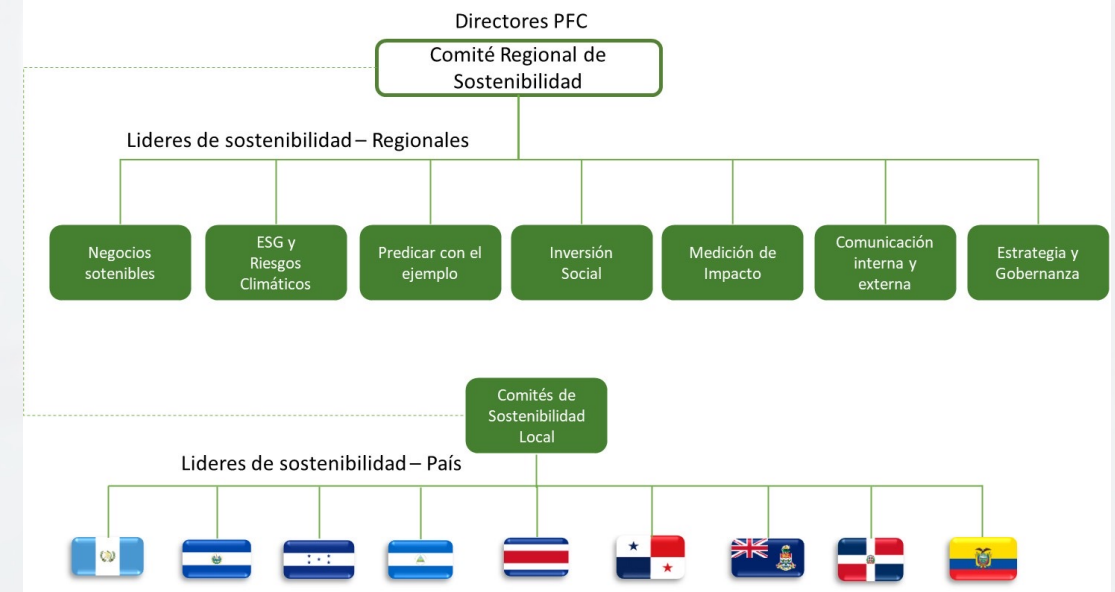 Directores PFC
Comité Regional de
Sostenibilidad
Lideres de sostenibilidad – Regionales
Negocios
sotenibles
ESG y
Riesgos
Climáticos
Predicar con el
ejemplo
Inversión
Social
Medición de
Impacto
Comunicación
interna y
externa
Estrategia y
Gobernanza
Comités de
Sostenibilidad
Local
Lideres de sostenibilidad – País